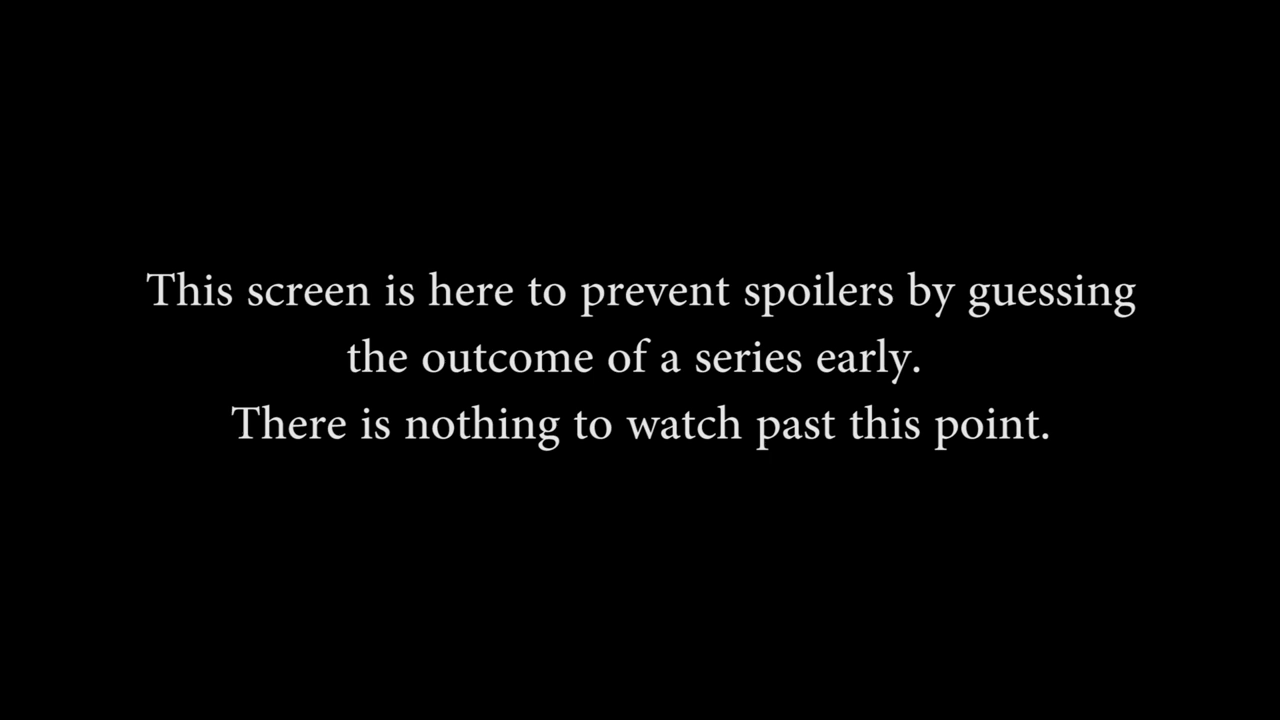 This screen is here to prevent spoilers by guessing
the outcome of a series early.
There is nothing to watch past this point.